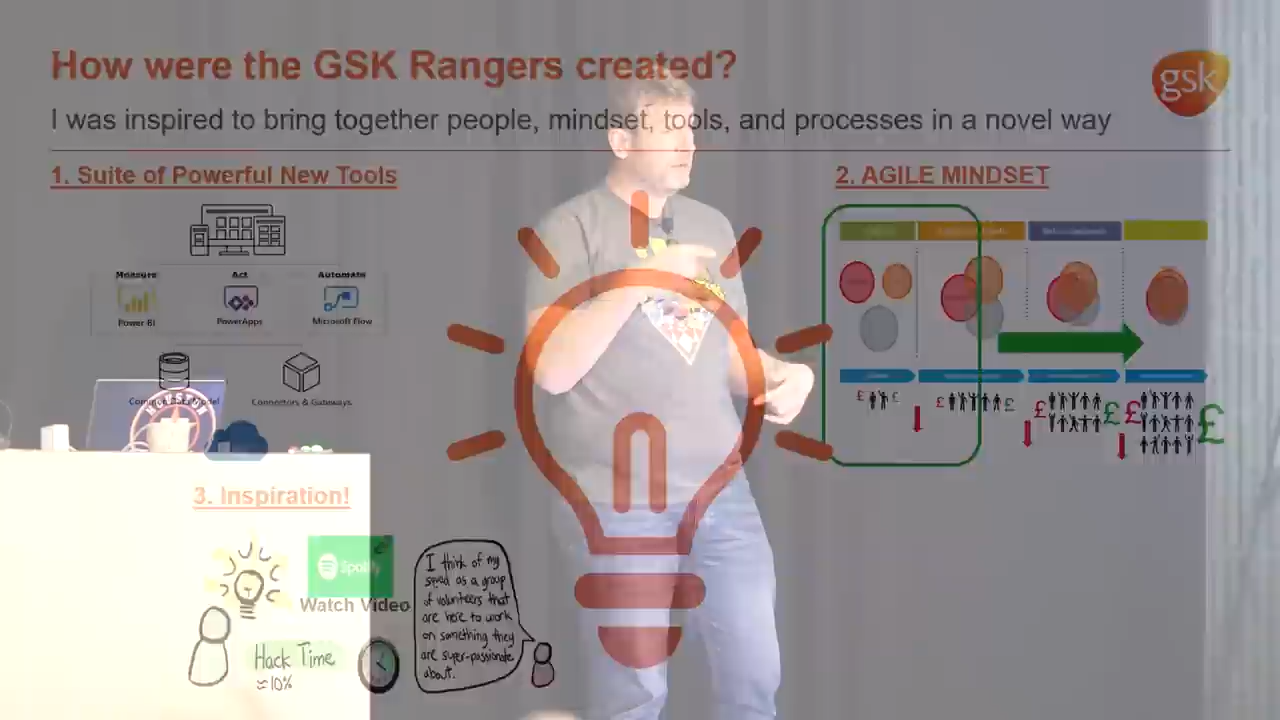 How were the GSK Rangers created?
gsk
I was inspired to bring together people, mindset, tools, and processes in a novel way
1. Suite of Powerful New Tools
2. AGILE MINDSET
Measure
Act
Automate
Power BI
PowerApps
Microsoft Flow
Common Data Model
Connectors & Gateways
£ £
£ £
£ £
£ £
3. Inspiration!
Spotify
Watch Video
Hack Time
≈10%
I think of my
squad as a group
of volunteers that
are here to work
on something they
are super-passionate
about.